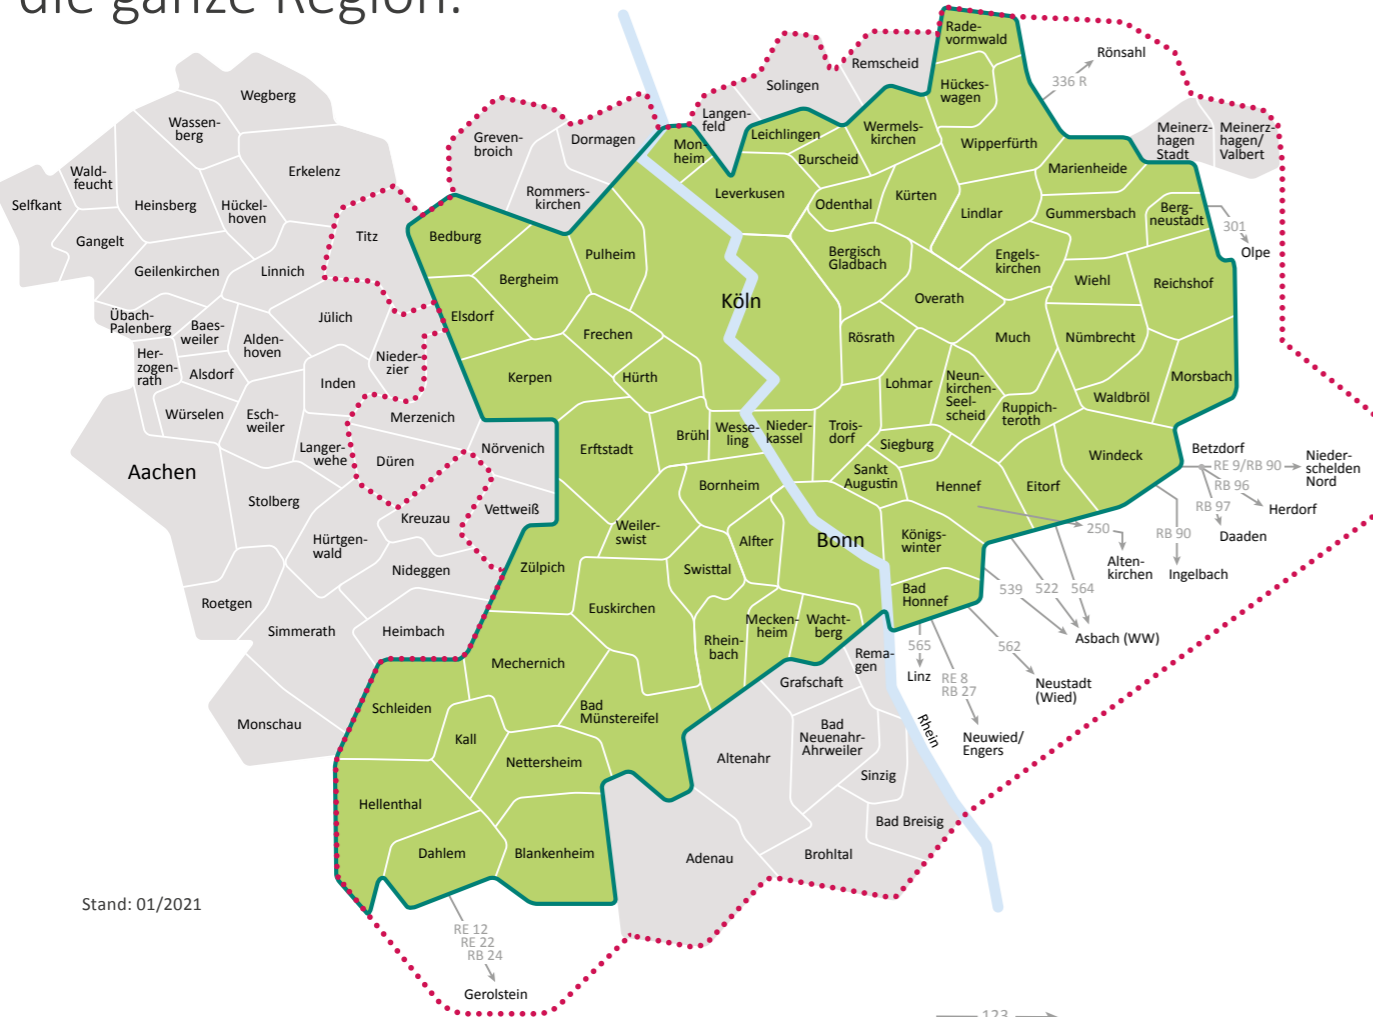 die ganze Region.
Rade-
vormwald
Rönsahl
336 R
Remscheid
Solingen
Hückes-
wagen
Wegberg
Langen-
feld
Wassen-
berg
Greven-
broich
Dormagen
Mon-
heim
Leichlingen
Wermels-
kirchen
Wipperfürth
Meinerz-
hagen
Stadt
Meinerz-
hagen/
Valbert
Burscheid
Marienheide
Wald-
feucht
Erkelenz
Selfkant
Heinsberg
Hückel-
hoven
Rommers-
kirchen
Leverkusen
Odenthal
Kürten
Lindlar
Gummersbach
Berg-
neustadt
301
Olpe
Gangelt
Titz
Bedburg
Pulheim
Bergisch
Gladbach
Engels-
kirchen
Geilenkirchen
Linnich
Bergheim
Wiehl
Reichshof
Köln
Overath
Übach-
Palenberg
Baes-
weiler
Alden-
hoven
Jülich
Elsdorf
Frechen
Rösrath
Much
Nümbrecht
Her-
zogen-
rath
Alsdorf
Inden
Nieder-
zier
Kerpen
Hürth
Lohmar
Neun-
kirchen-
Seel-
scheid
Morsbach
Waldbröl
Würselen
Esch-
weiler
Merzenich
Ruppich-
teroth
Langer-
wehe
Düren
Nörvenich
Erftstadt
Brühl
Wesse-
ling
Nieder-
kassel
Trois-
dorf
Siegburg
Windeck
Betzdorf
RE 9/RB 90
Nieder-
schelden
Nord
Aachen
Stolberg
Sankt
Augustin
Hennef
Eitorf
RB 96
RB 97
Herdorf
Daaden
Bornheim
Vettweiß
Kreuzau
Weiler-
swist
Alfter
Bonn
Königs-
winter
250
Alten-
kirchen
RB 90
Ingelbach
Hürtgen-
wald
Nideggen
Zülpich
Swisttal
Roetgen
Euskirchen
Bad
Honnef
539
522
564
Asbach (WW)
Simmerath
Heimbach
Rhein-
bach
Mecken-
heim
Wacht-
berg
Rema-
gen
565
Linz
562
Neustadt
(Wied)
Mechernich
Grafschaft
RE 8
RB 27
Neuwied/
Engers
Monschau
Schleiden
Bad
Münstereifel
Kall
Bad
Neuenahr-
Ahrweiler
Rhein
Nettersheim
Altenahr
Sinzig
Hellenthal
Bad Breisig
Dahlem
Blankenheim
Adenau
Brohltal
Stand: 01/2021
RE 12
RE 22
RB 24
Gerolstein
123